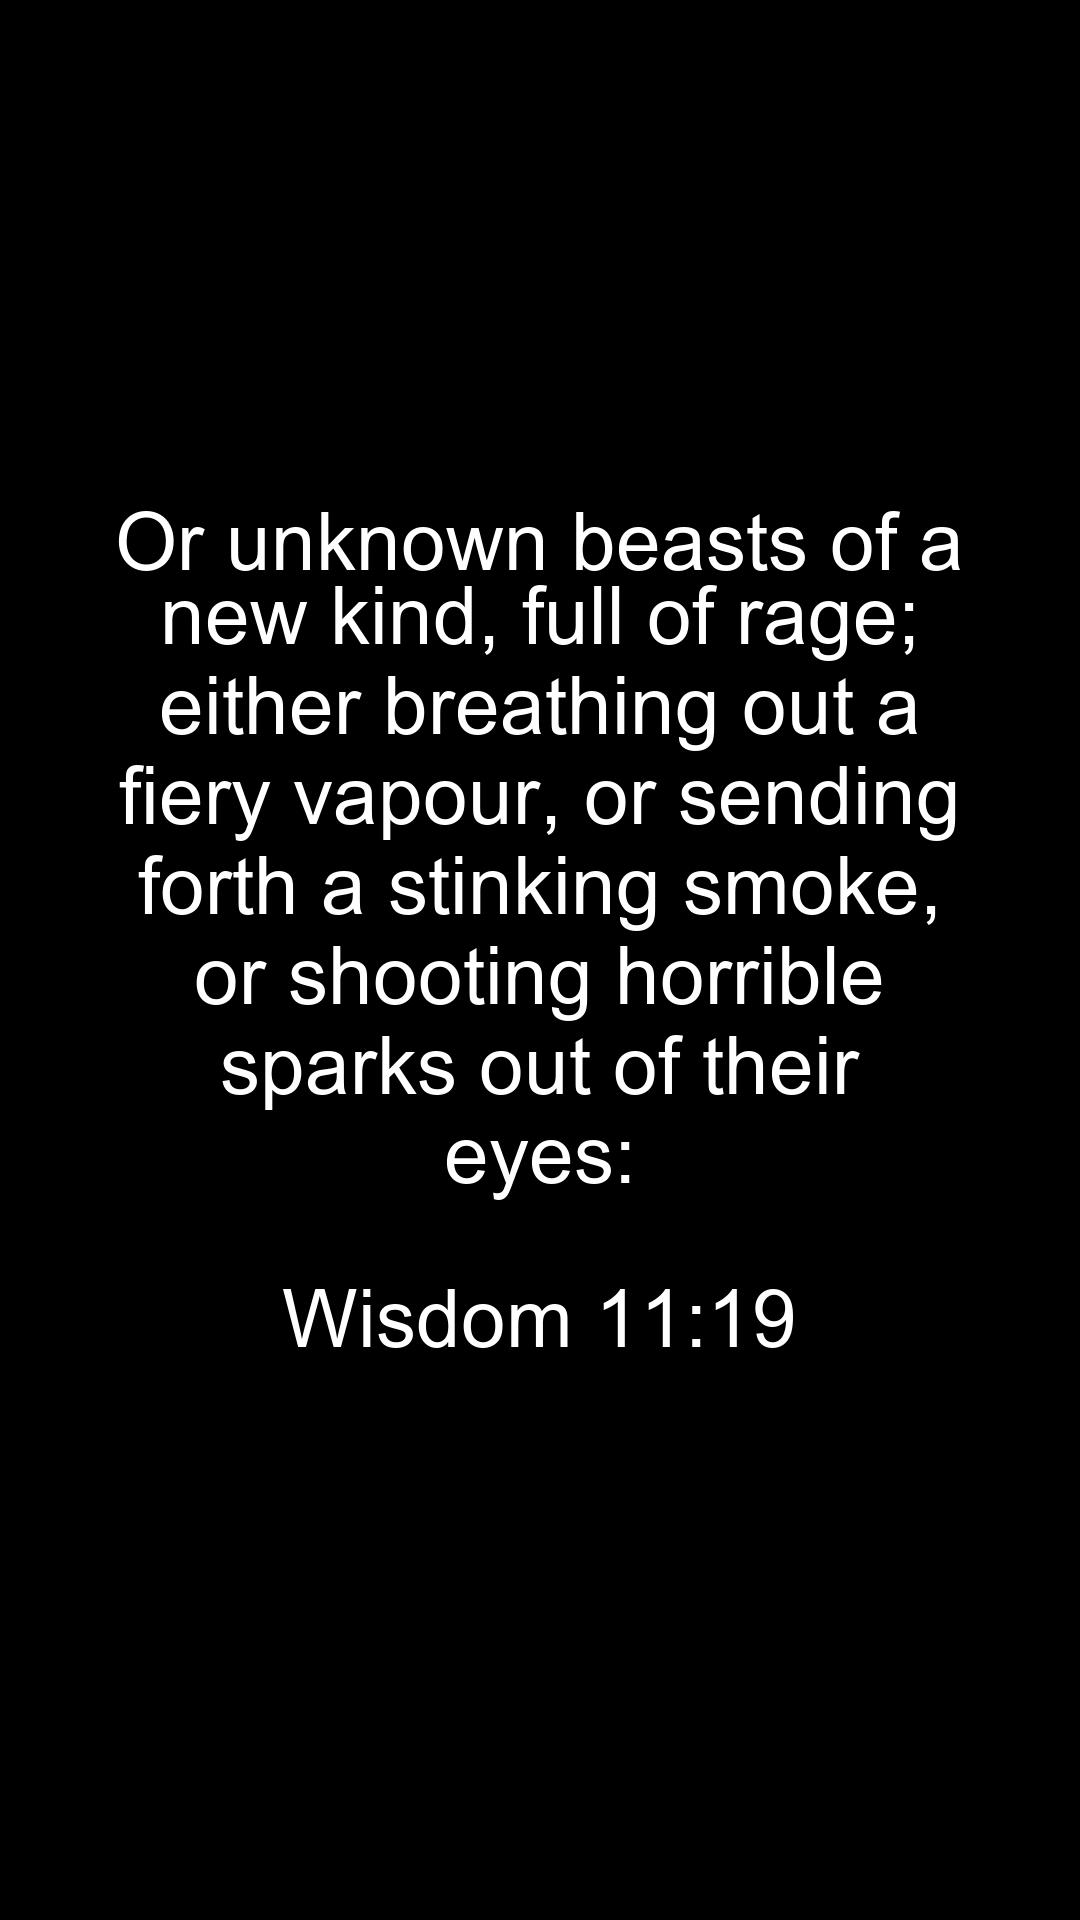 Or unknown beasts of a
new kind, full of rage;
either breathing out a
fiery vapour, or sending
forth a stinking smoke,
or shooting horrible
sparks out of their
eyes:
Wisdom 11:19